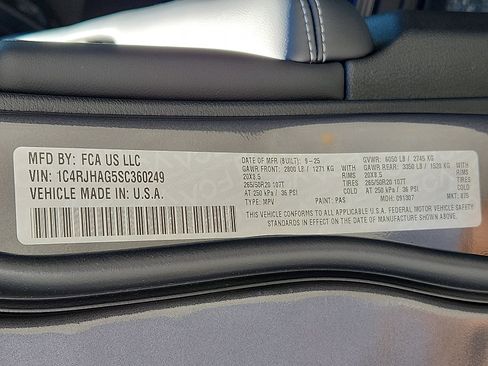 MFD BY: FCA US LLC
VIN: 1C4RJHAG5SC360249
VEHICLE MADE IN: U.S.A.
DATE OF MFR (BUILT): 9-25 GVWR: 6050 LB / 2745 KG
GAWR FRONT: 2800 LB / 1271 KG WITH GAWR REAR: 3350 LB / 1520 KG WITH
20X8.5 RIMS 20X8.5 RIMS
265/50R20 107T 265/50R20 107T
AT 250 kPa / 36 PSI AT 250 kPa / 36 PSI
TYPE: MPV PAINT: PAS MDH: 091307 MKT:
THIS VEHICLE CONFORMS TO ALL APPLICABLE U.S.A. FEDERAL MOTOR VEHICLE SAFETY
STANDARDS IN EFFECT ON THE DATE OF MANUFACTURE SHOWN ABOVE.